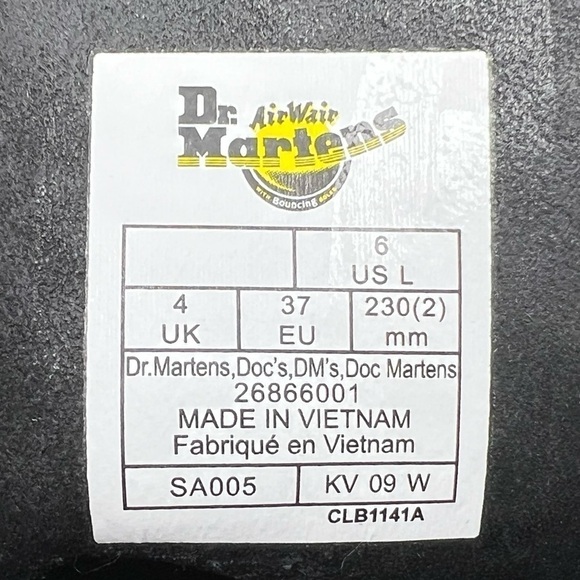 Dr. AirWair
Martens
WITH Bouncing SOLES
6
US L
4 37 230(2)
UK EU mm
Dr.Martens,Doc's,DM's,Doc Martens
26866001
MADE IN VIETNAM
Fabriqué en Vietnam
SA005 KV 09 W
CLB1141A